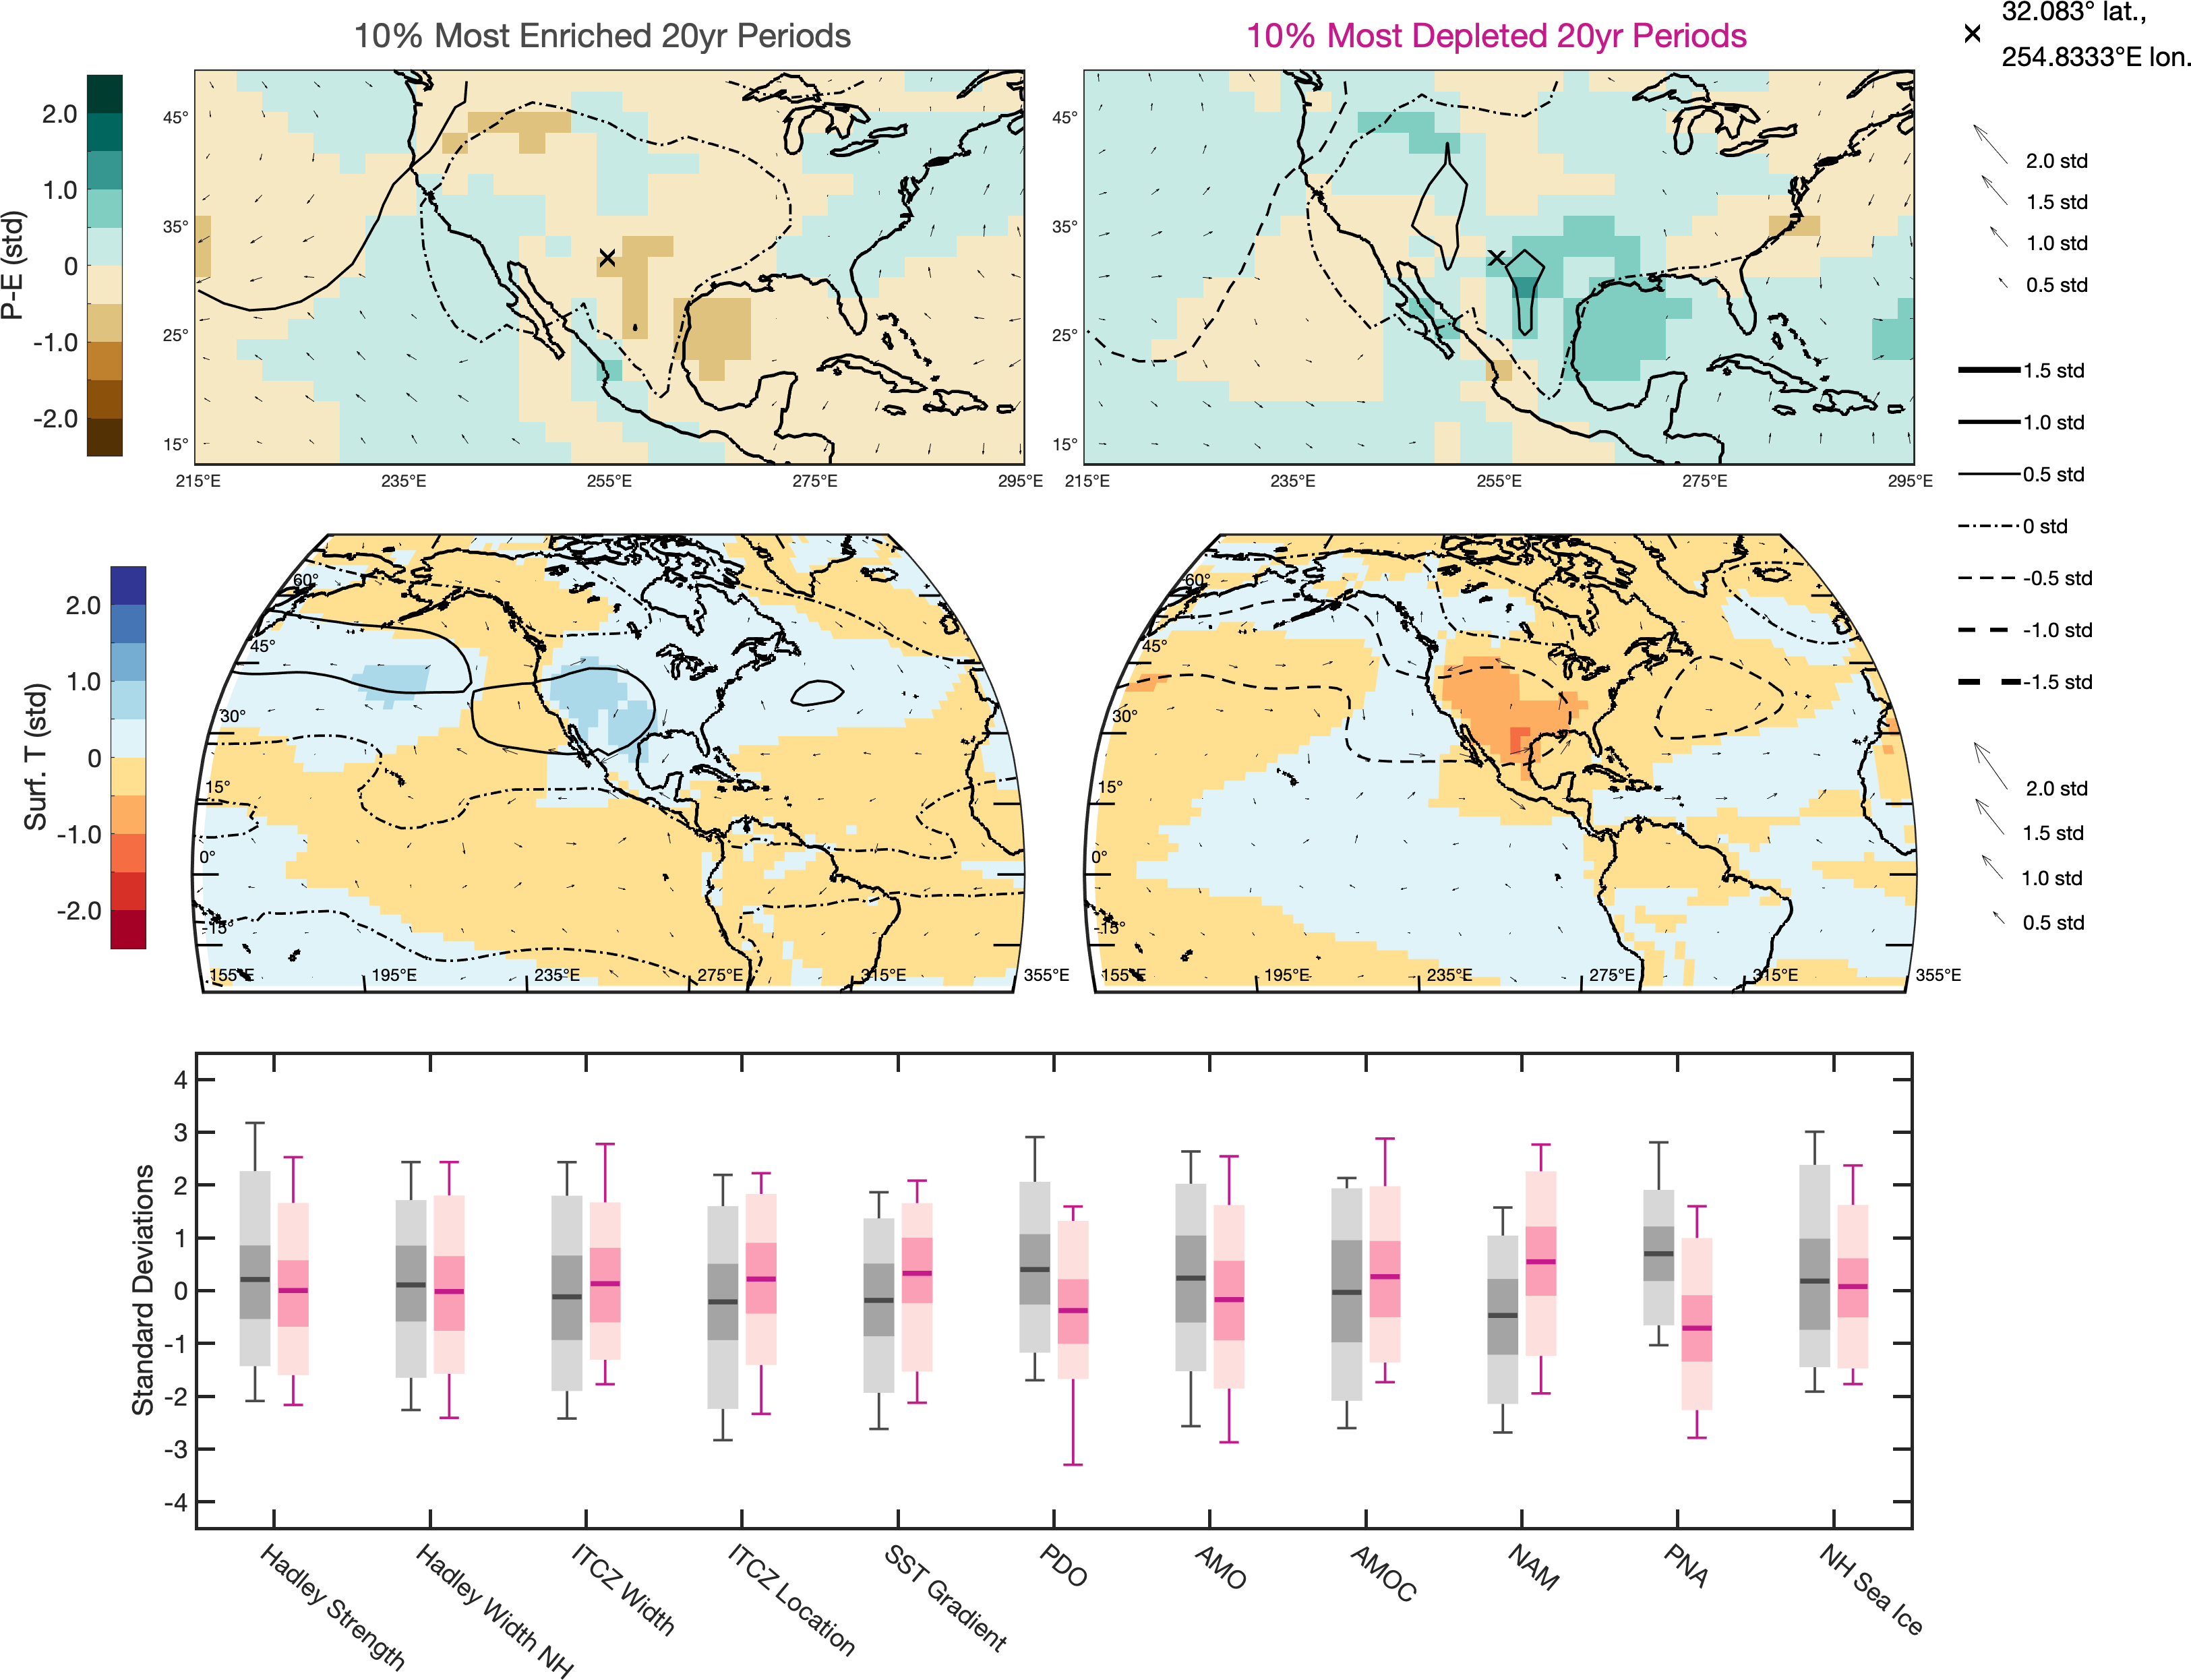 10% Most Enriched 20yr Periods
10% Most Depleted 20yr Periods
32.083° lat.,
254.8333°E lon.
P-E (std)
2.0
1.0
0
-1.0
-2.0
45°
35°
25°
15°
215°E
235°E
255°E
275°E
295°E
45°
35°
25°
15°
215°E
235°E
255°E
275°E
295°E
2.0 std
1.5 std
1.0 std
0.5 std
1.5 std
1.0 std
0.5 std
0 std
-0.5 std
-1.0 std
-1.5 std
2.0 std
1.5 std
1.0 std
0.5 std
Surf. T (std)
2.0
1.0
0
-1.0
-2.0
60°
45°
30°
15°
0°
-15°
155°E
195°E
235°E
275°E
315°E
355°E
60°
45°
30°
15°
0°
-15°
155°E
195°E
235°E
275°E
315°E
355°E
Standard Deviations
4
3
2
1
0
-1
-2
-3
-4
Hadley Strength
Hadley Width NH
ITCZ Width
ITCZ Location
SST Gradient
PDO
AMO
AMOC
NAM
PNA
NH Sea Ice